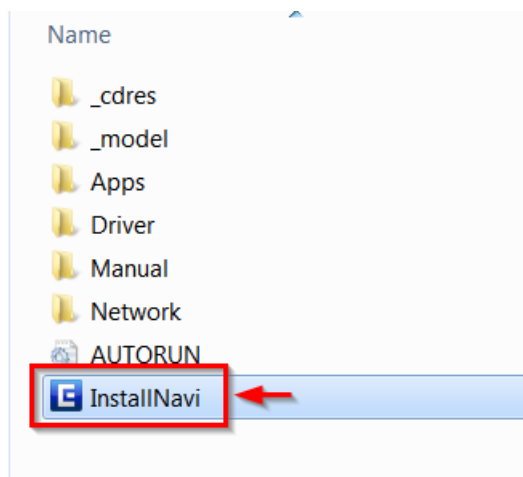 Name
_cdres
_model
Apps
Driver
Manual
Network
AUTORUN
InstallNavi